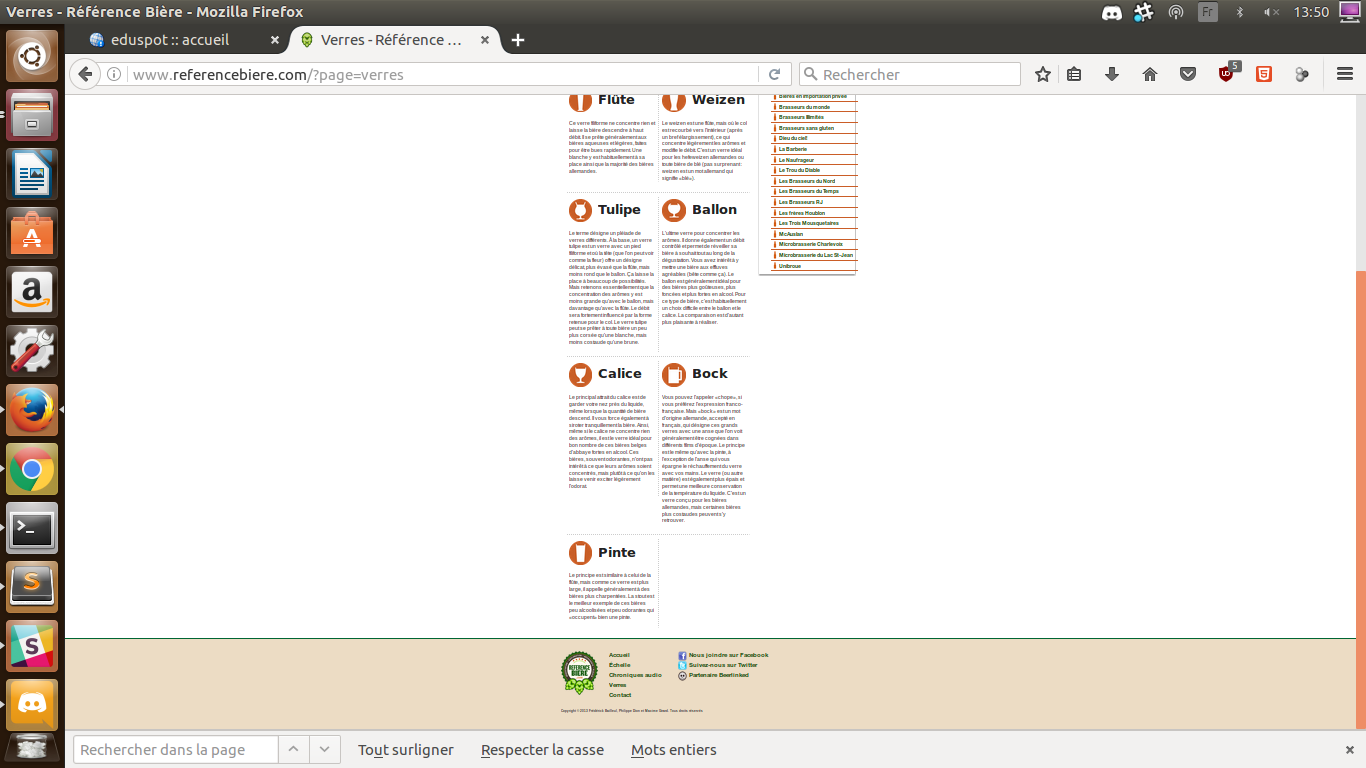 Verres - Référence Bière - Mozilla Firefox
Fr
13:50
eduspot :: accueil
Verres - Référence ...
www.referencebiere.com/?page=verres
Rechercher
5
Flûte
Ce verre filiforme ne concentre rien et
laisse la bière descendre à haut
débit. Il se prête généralement aux
bières aqueuses et légères, faites
pour être bues rapidement. Une
blanche y est habituellement à sa
place ainsi que la majorité des bières
allemandes.
Weizen
Le weizen est une flûte, mais où le col
est recourbé vers l'intérieur (après
un bref élargissement), ce qui
concentre légèrement les arômes et
modifie le débit. C'est un verre idéal
pour les hefeweizen allemandes ou
toute bière de blé (pas surprenant:
weizen est un mot allemand qui
signifie «blé»).
Tulipe
Le terme désigne un pléiade de
verres différents. À la base, un verre
tulipe est un verre avec un pied
filiforme et où la tête (que l'on peut voir
comme la fleur) offre un désigne
délicat, plus évasé que la flûte, mais
moins rond que le ballon. Ça laisse la
place à beaucoup de possibilités.
Mais retenons essentiellement que la
concentration des arômes y est
moins grande qu'avec le ballon, mais
davantage qu'avec la flûte. Le débit
sera fortement influencé par la forme
retenue pour le col. Le verre tulipe
peut se prêter à toute bière un peu
plus corsée qu'une blanche, mais
moins costaude qu'une brune.
Ballon
L'ultime verre pour concentrer les
arômes. Il donne également un débit
contrôlé et permet de réveiller sa
bière à souhait tout au long de la
dégustation. Vous avez intérêt à y
mettre une bière aux effluves
agréables (bête comme ça). Le
ballon est généralement idéal pour
des bières plus goûteuses, plus
foncées et plus fortes en alcool. Pour
ce type de bière, c'est habituellement
un choix difficile entre le ballon et le
calice. La comparaison est d'autant
plus plaisante à réaliser.
Calice
Le principal attrait du calice est de
garder votre nez près du liquide,
même lorsque la quantité de bière
descend. Il vous force également à
siroter tranquillement la bière. Ainsi,
même si le calice ne concentre rien
des arômes, il est le verre idéal pour
bon nombre de ces bières belges
d'abbaye fortes en alcool. Ces
bières, souvent odorantes, n'ont pas
intérêt à ce que leurs arômes soient
concentrés, mais plutôt à ce qu'on les
laisse venir exciter légèrement
l'odorat.
Bock
Vous pouvez l'appeler «chope», si
vous préférez l'expression franco-
française. Mais «bock» est un mot
d'origine allemande, accepté en
français, qui désigne ces grands
verres avec une anse que l'on voit
généralement être cognées dans
différents films d'époque. Le principe
est le même qu'avec la pinte, à
l'exception de l'anse qui vous
épargne le réchauffement du verre
avec vos mains. Le verre (ou autre
matière) est également plus épais et
permet une meilleure conservation
de la température du liquide. C'est un
verre conçu pour les bières
allemandes, mais certaines bières
plus costaudes peuvent s'y
retrouver.
Pinte
Le principe est similaire à celui de la
flûte, mais comme ce verre est plus
large, il appelle généralement à des
bières plus charpentées. La stout est
le meilleur exemple de ces bières
peu alcoolisées et peu odorantes qui
«occupent» bien une pinte.
Bières en importation privée
Brasseurs du monde
Brasseurs Illimités
Brasseurs sans gluten
Dieu du ciel!
La Barberie
Le Naufrageur
Le Trou du Diable
Les Brasseurs du Nord
Les Brasseurs du Temps
Les Brasseurs RJ
Les frères Houblon
Les Trois Mousquetaires
McAuslan
Microbrasserie Charlevoix
Microbrasserie du Lac St-Jean
Unibroue
RÉFÉRENCE
BIÈRE
Accueil
Échelle
Chroniques audio
Verres
Contact
Nous joindre sur Facebook
Suivez-nous sur Twitter
Partenaire Beerlinked
Copyright © 2013 Frédérick Bailleul, Philippe Dion et Maxime Girard. Tous droits réservés.
Rechercher dans la page
Tout surligner
Respecter la casse
Mots entiers